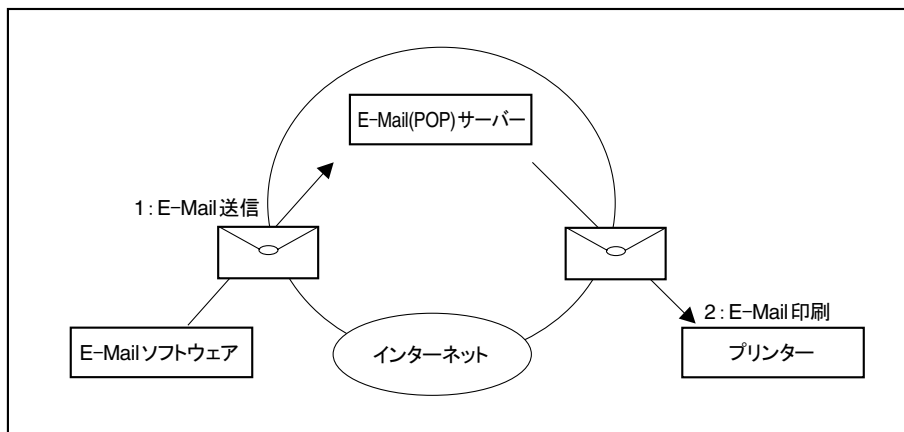 E-Mail(POP)サーバー
1:E-Mail送信
2:E-Mail印刷
E-Mailソフトウェア
インターネット
プリンター